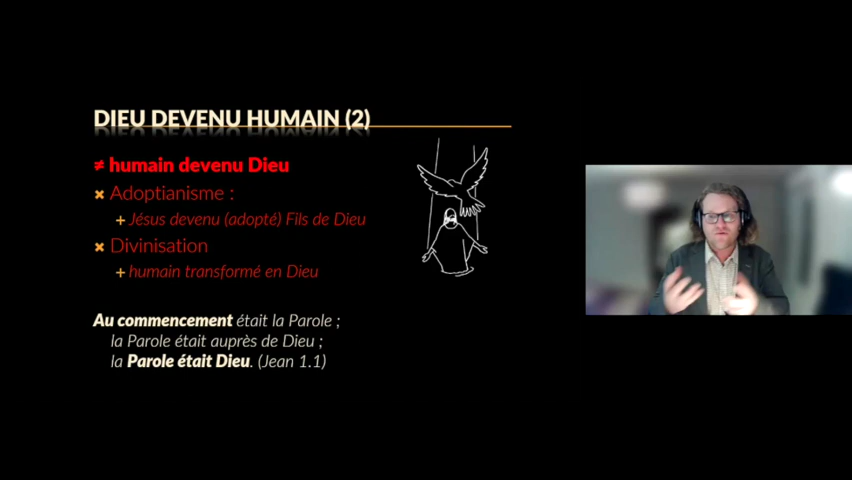 DIEU DEVENU HUMAIN (2)
≠ humain devenu Dieu
Adoptianisme :
Jésus devenu (adopté) Fils de Dieu
Divinisation
humain transformé en Dieu
Au commencement était la Parole ;
la Parole était auprès de Dieu ;
la Parole était Dieu. (Jean 1.1)